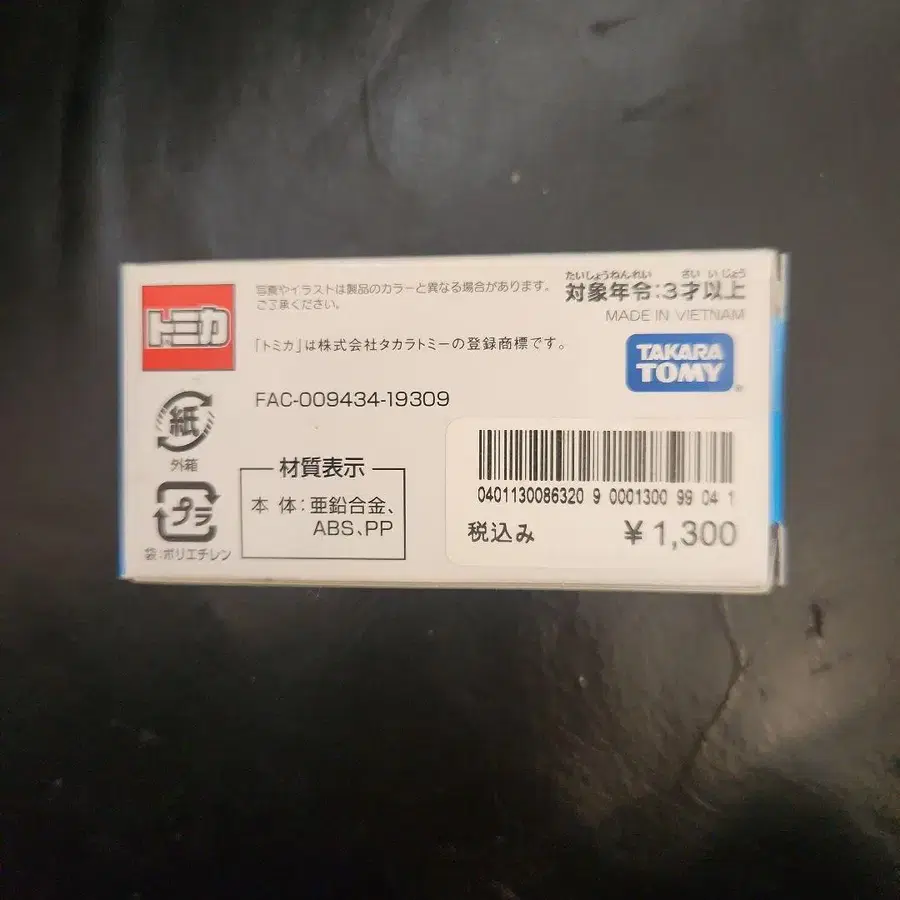 トミカ
写真やイラストは製品のカラーと異なる場合があります。
ご了承ください。
たいしょうねんれい さい いじょう
対象年令:3才以上
MADE IN VIETNAM
「トミカ」は株式会社タカラトミーの登録商標です。
TAKARA
TOMY
FAC-009434-19309
紙
外箱
プラ
袋:ポリエチレン
材質表示
本 体:亜鉛合金、
ABS、PP
0401130086320 9 0001300 99 04 1
税込み ¥1,300